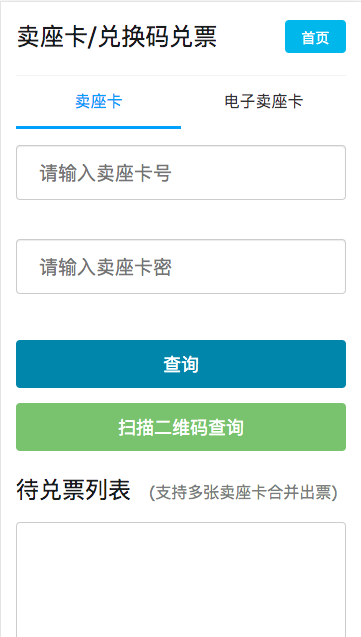 卖座卡/兑换码兑票 首页
卖座卡 电子卖座卡
请输入卖座卡号
请输入卖座卡密
查询
扫描二维码查询
待兑票列表 (支持多张卖座卡合并出票)